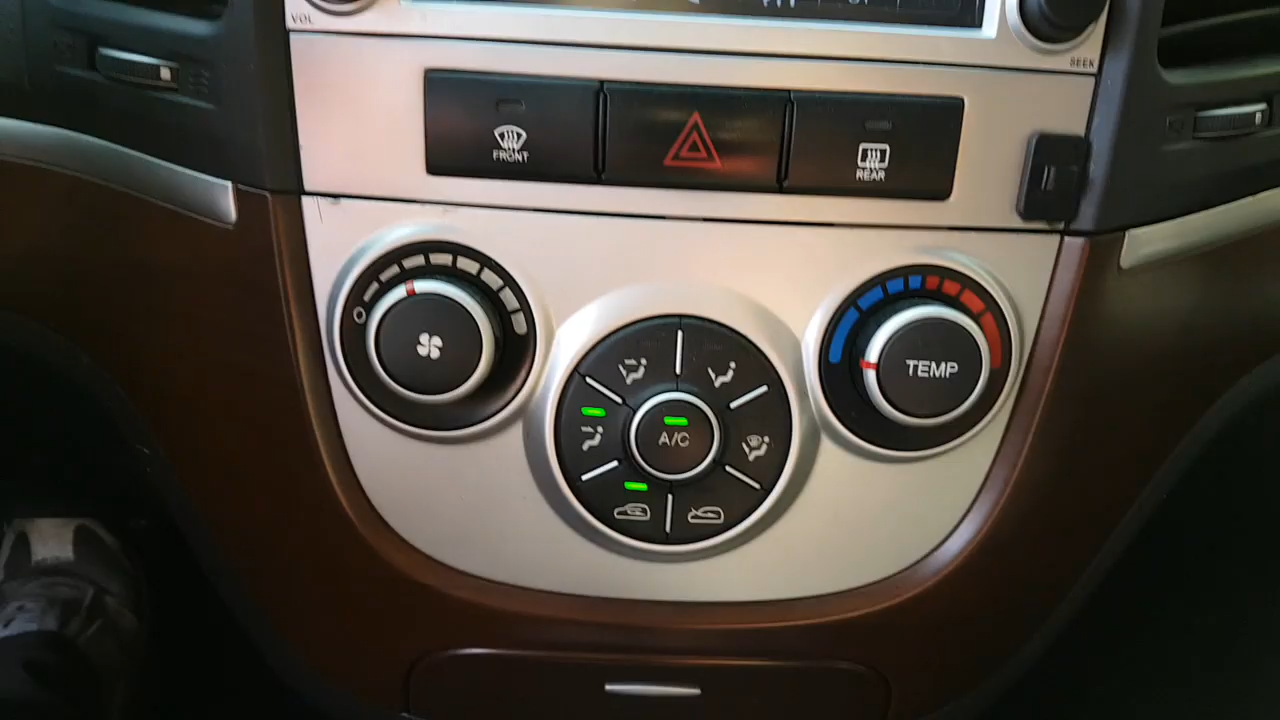 VOL
SEEK
FRONT
REAR
O
TEMP
A/C